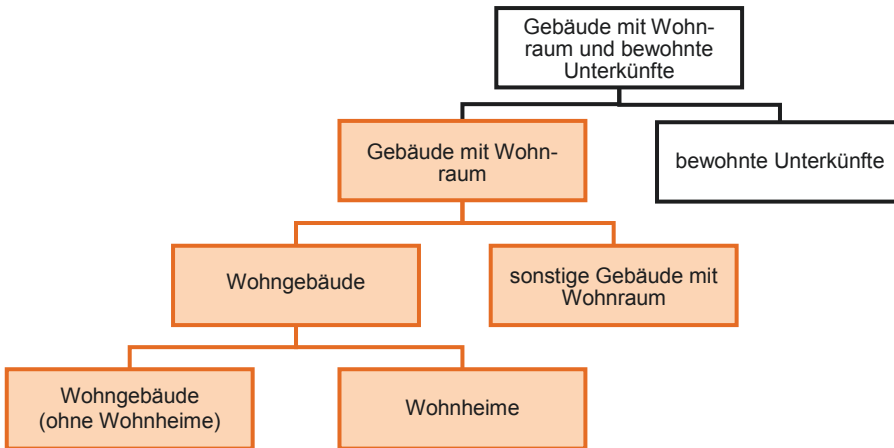 Gebäude mit Wohn-
raum und bewohnte
Unterkünfte
Gebäude mit Wohn-
raum
bewohnte Unterkünfte
Wohngebäude
sonstige Gebäude mit
Wohnraum
Wohngebäude
(ohne Wohnheime)
Wohnheime